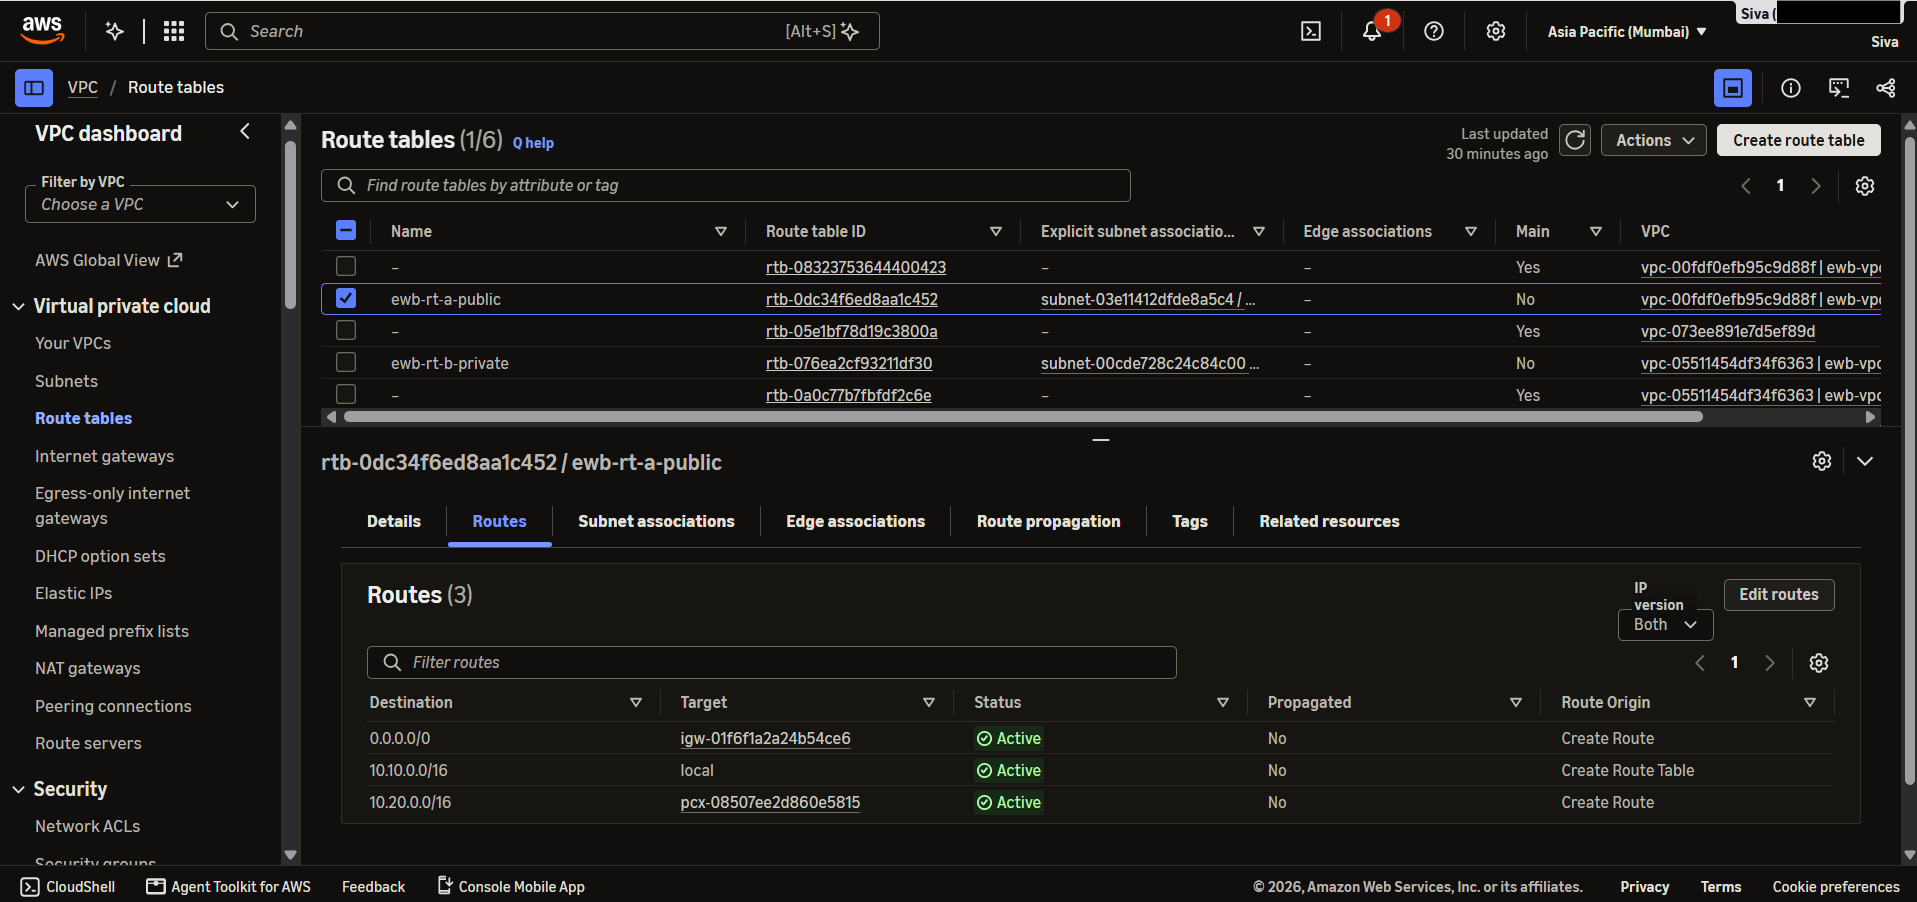 aws
Search
[Alt+S]
1
Asia Pacific (Mumbai)
Siva (
Siva
VPC / Route tables
VPC dashboard
Filter by VPC
Choose a VPC
AWS Global View
Virtual private cloud
Your VPCs
Subnets
Route tables
Internet gateways
Egress-only internet
gateways
DHCP option sets
Elastic IPs
Managed prefix lists
NAT gateways
Peering connections
Route servers
Security
Network ACLs
Security groups
Route tables (1/6) Q help
Last updated
30 minutes ago
Actions
Create route table
Find route tables by attribute or tag
1
Name Route table ID Explicit subnet associatio... Edge associations Main VPC
– rtb-08323753644400423 – – Yes vpc-00fdf0efb95c9d88f | ewb-vpc
ewb-rt-a-public rtb-0dc34f6ed8aa1c452 subnet-03e11412dfde8a5c4 / ... – No vpc-00fdf0efb95c9d88f | ewb-vpc
– rtb-05e1bf78d19c3800a – – Yes vpc-073ee891e7d5ef89d
ewb-rt-b-private rtb-076ea2cf93211df30 subnet-00cde728c24c84c00 ... – No vpc-05511454df34f6363 | ewb-vpc
– rtb-0a0c77b7fbfdf2c6e – – Yes vpc-05511454df34f6363 | ewb-vpc
rtb-0dc34f6ed8aa1c452 / ewb-rt-a-public
Details Routes Subnet associations Edge associations Route propagation Tags Related resources
Routes (3)
IP
version
Both
Edit routes
Filter routes
1
Destination Target Status Propagated Route Origin
0.0.0.0/0 igw-01f6f1a2a24b54ce6 Active No Create Route
10.10.0.0/16 local Active No Create Route Table
10.20.0.0/16 pcx-08507ee2d860e5815 Active No Create Route
CloudShell Agent Toolkit for AWS Feedback Console Mobile App © 2026, Amazon Web Services, Inc. or its affiliates. Privacy Terms Cookie preferences